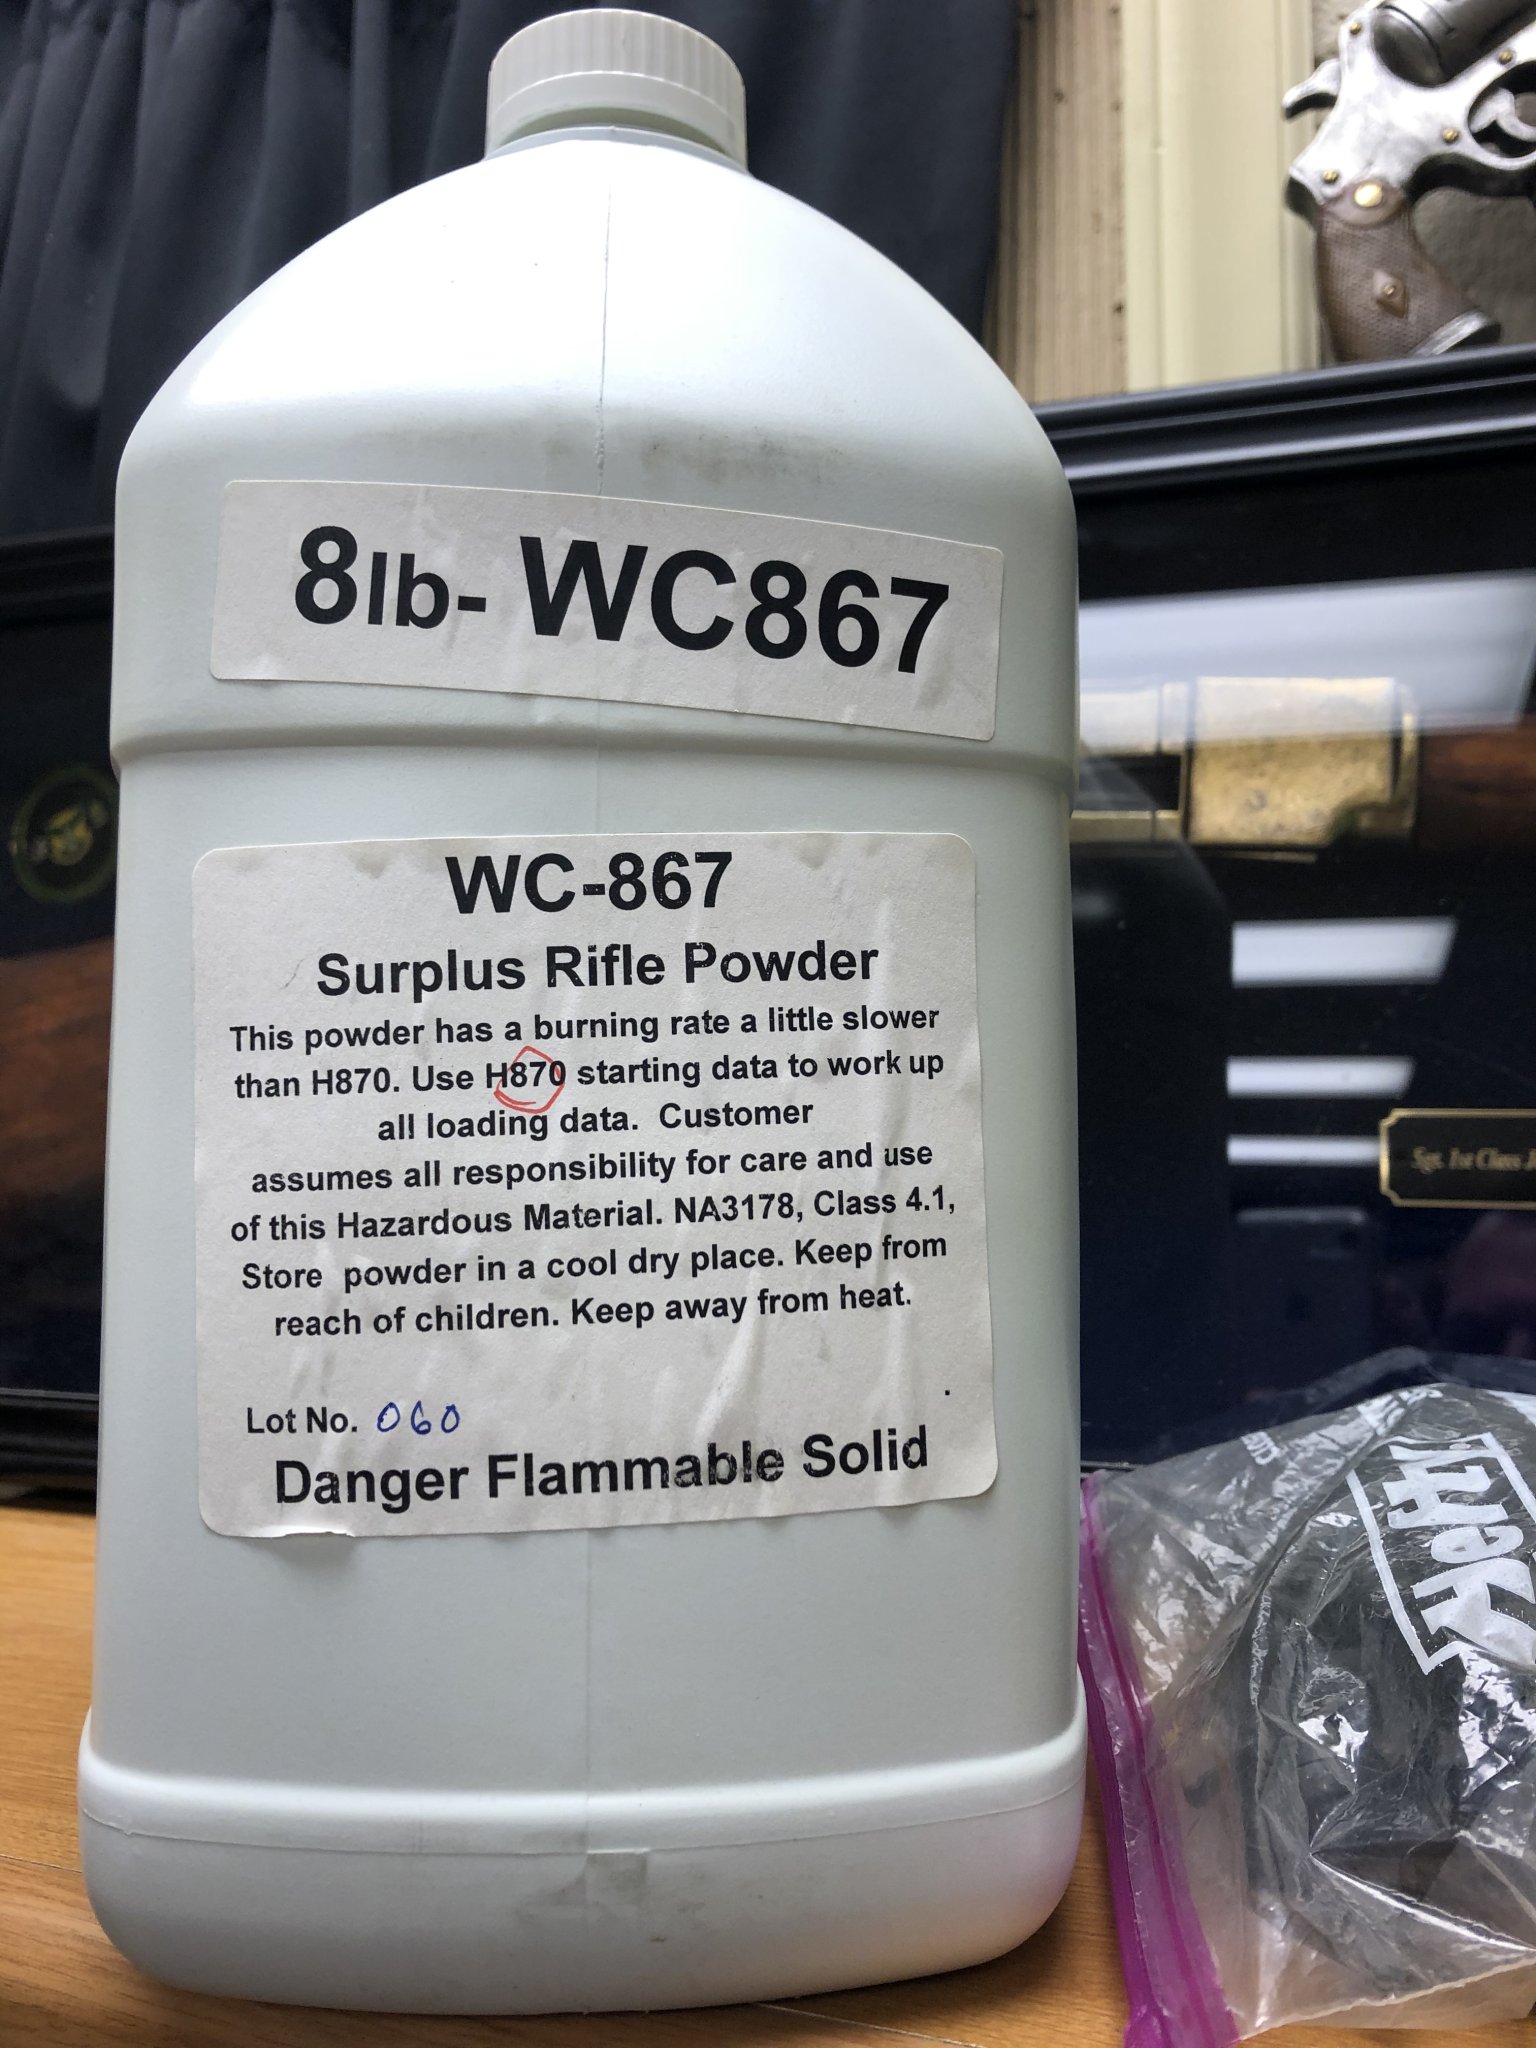 8lb- WC867
WC-867
Surplus Rifle Powder
This powder has a burning rate a little slower
than H870. Use H870 starting data to work up
all loading data. Customer
assumes all responsibility for care and use
of this Hazardous Material. NA3178, Class 4.1,
Store powder in a cool dry place. Keep from
reach of children. Keep away from heat.
Lot No. 060
Danger Flammable Solid
Sgt. 1st Class
Hefty